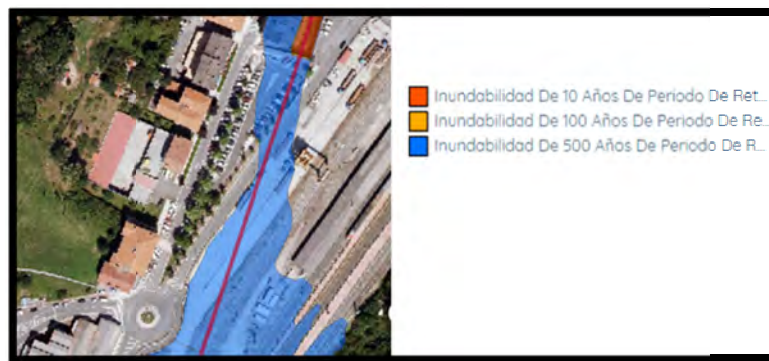 Inundabilidad De 10 Años De Periodo De Ret...
Inundabilidad De 100 Años De Periodo De Re...
Inundabilidad De 500 Años De Periodo De R...